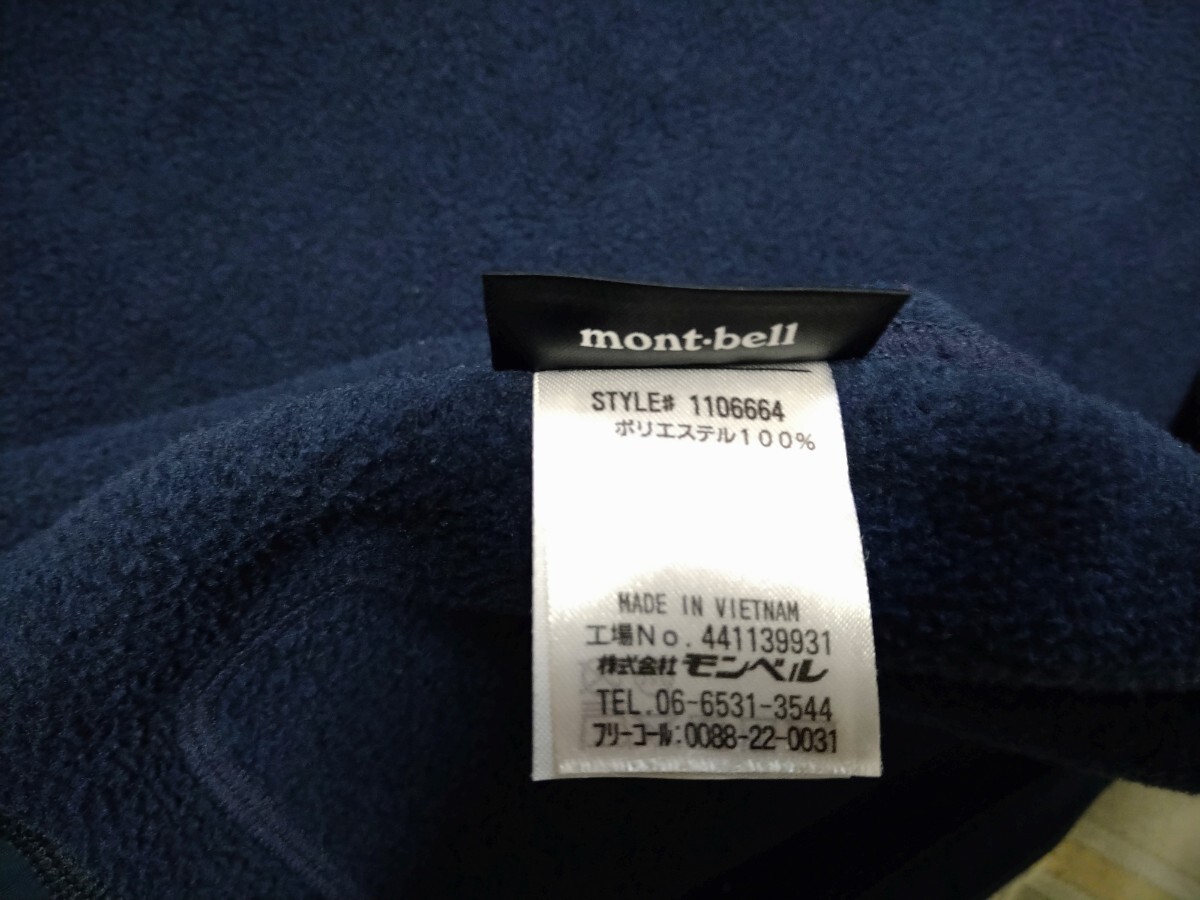 mont-bell
STYLE# 1106664
ポリエステル100%
MADE IN VIETNAM
工場No.441139931
株式会社モンベル
TEL.06-6531-3544
フリーコール:0088-22-0031